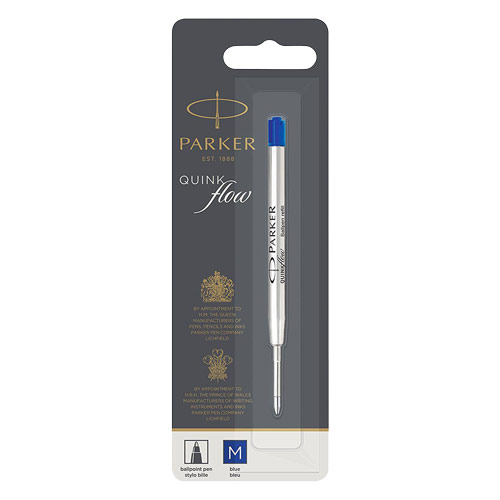 PARKER
EST. 1888
QUINK
flow
BY APPOINTMENT TO
H.M. THE QUEEN
MANUFACTURERS OF
PENS, PENCILS AND INKS
PARKER PEN COMPANY
LICHFIELD
BY APPOINTMENT TO
H.R.H. THE PRINCE OF WALES
MANUFACTURERS OF WRITING
INSTRUMENTS AND INKS
PARKER PEN COMPANY
LICHFIELD
PARKER
QUINKflow
Ballpen refill
ballpoint pen
stylo bille
M
blue
bleu